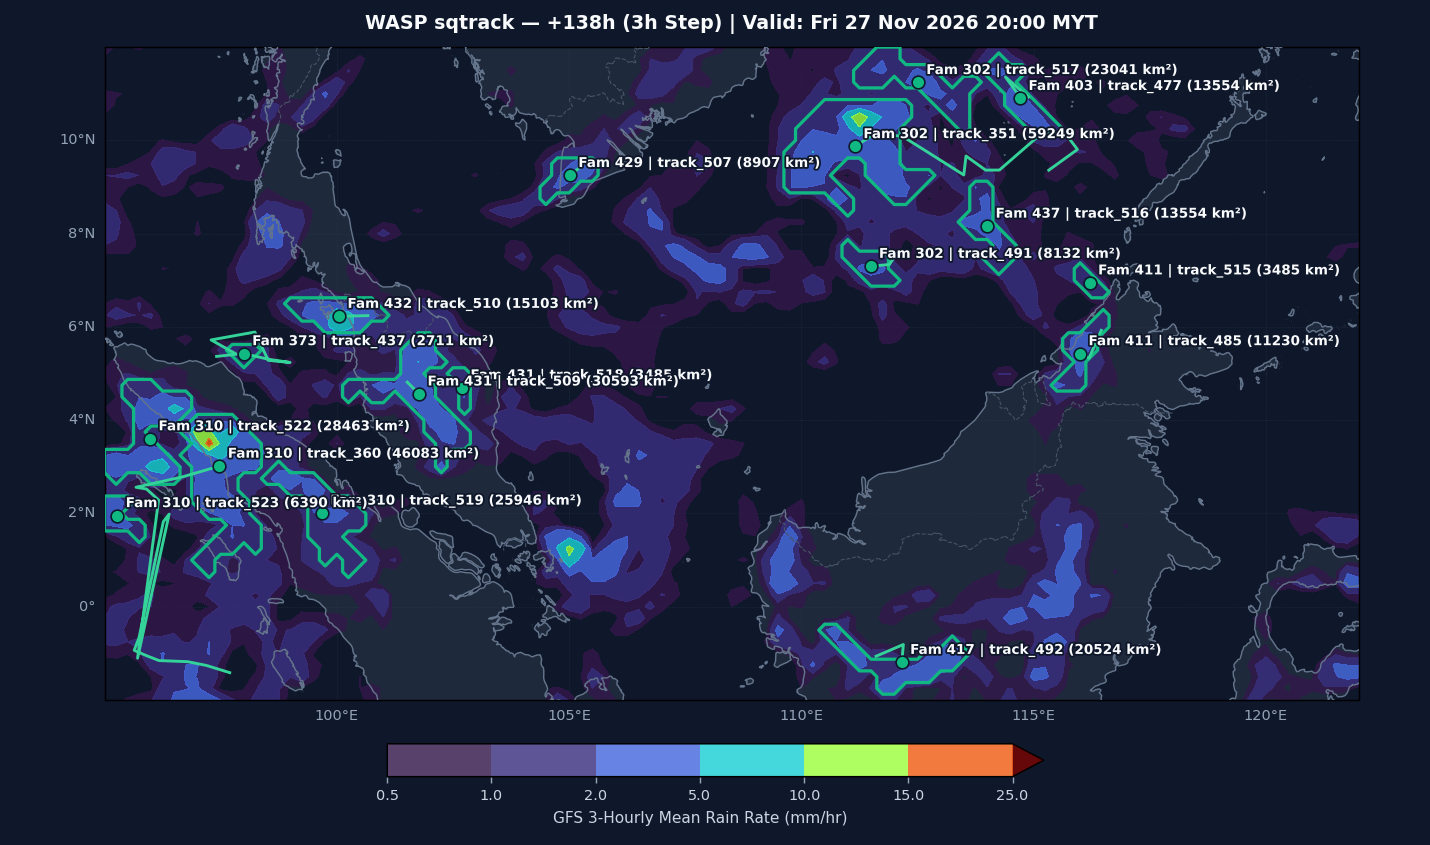 WASP sqtrack — +138h (3h Step) | Valid: Fri 27 Nov 2026 20:00 MYT
Fam 302 | track_517 (23041 km²)
Fam 403 | track_477 (13554 km²)
10°N
Fam 302 | track_351 (59249 km²)
Fam 429 | track_507 (8907 km²)
8°N
Fam 437 | track_516 (13554 km²)
Fam 302 | track_491 (8132 km²)
Fam 411 | track_515 (3485 km²)
Fam 432 | track_510 (15103 km²)
6°N
Fam 373 | track_437 (2711 km²)
Fam 411 | track_485 (11230 km²)
Fam 431 | track_518 (3485 km²)
Fam 431 | track_509 (30593 km²)
4°N
Fam 310 | track_522 (28463 km²)
Fam 310 | track_360 (46083 km²)
2°N
Fam 310 | track_523 (6390 km²)
310 | track_519 (25946 km²)
0°
Fam 417 | track_492 (20524 km²)
100°E 105°E 110°E 115°E 120°E
0.5 1.0 2.0 5.0 10.0 15.0 25.0
GFS 3-Hourly Mean Rain Rate (mm/hr)